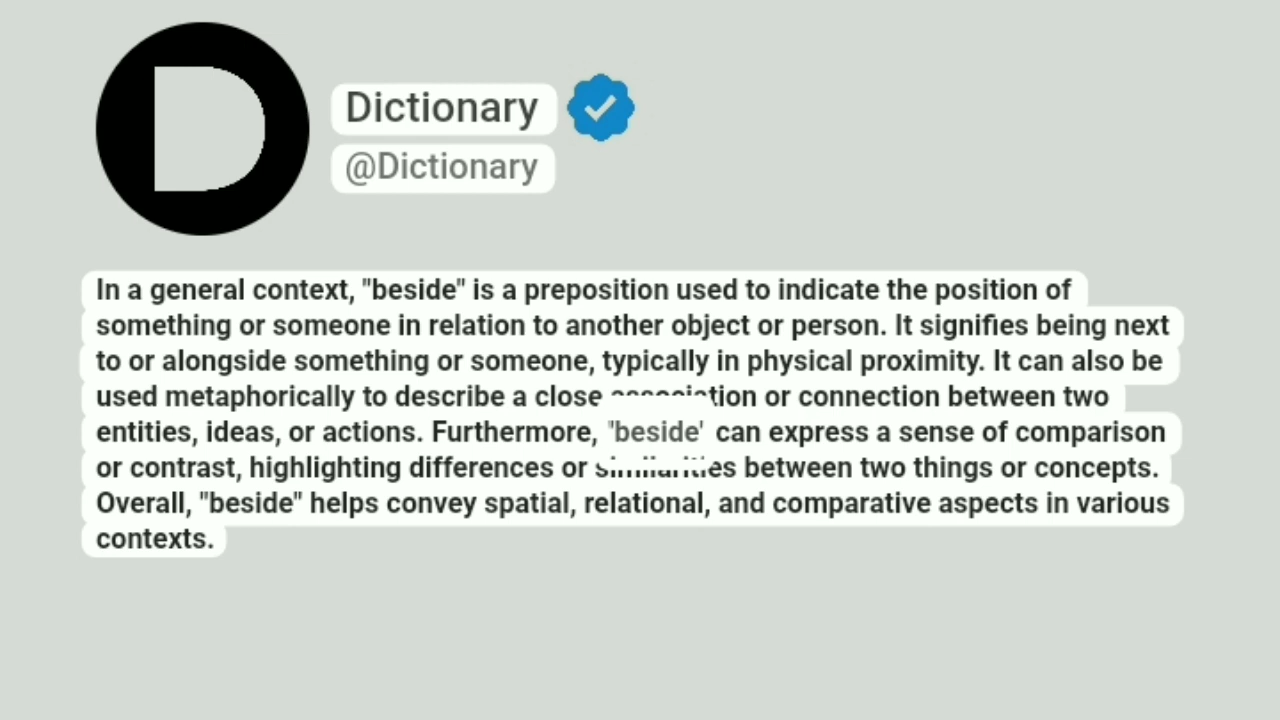 Dictionary
@Dictionary
In a general context, "beside" is a preposition used to indicate the position of
something or someone in relation to another object or person. It signifies being next
to or alongside something or someone, typically in physical proximity. It can also be
used metaphorically to describe a close association or connection between two
entities, ideas, or actions. Furthermore, 'beside' can express a sense of comparison
or contrast, highlighting differences or similarities between two things or concepts.
Overall, "beside" helps convey spatial, relational, and comparative aspects in various
contexts.